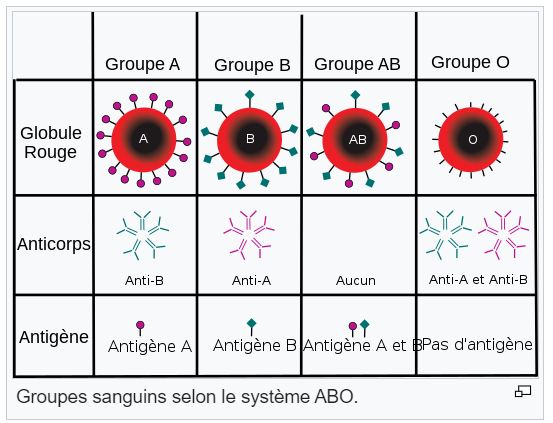 Groupe A
Groupe B
Groupe AB
Groupe O
Globule
Rouge
A
B
AB
O
Anticorps
Anti-B
Anti-A
Aucun
Anti-A et Anti-B
Antigène
Antigène A
Antigène B
Antigène A et B
Pas d'antigène
Groupes sanguins selon le système ABO.